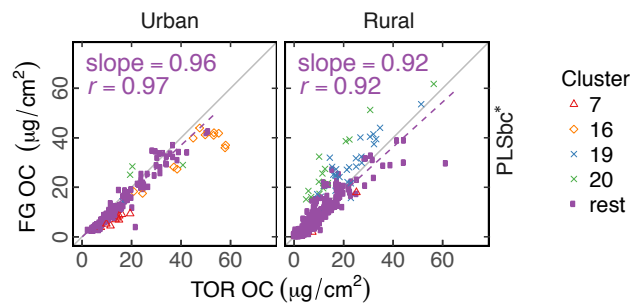 Urban
Rural
slope = 0.96
r = 0.97
slope = 0.92
r = 0.92
FG OC (μg/cm²)
60
40
20
0
0 20 40 60
0 20 40 60
TOR OC (μg/cm²)
PLSbc*
Cluster
7
16
19
20
rest